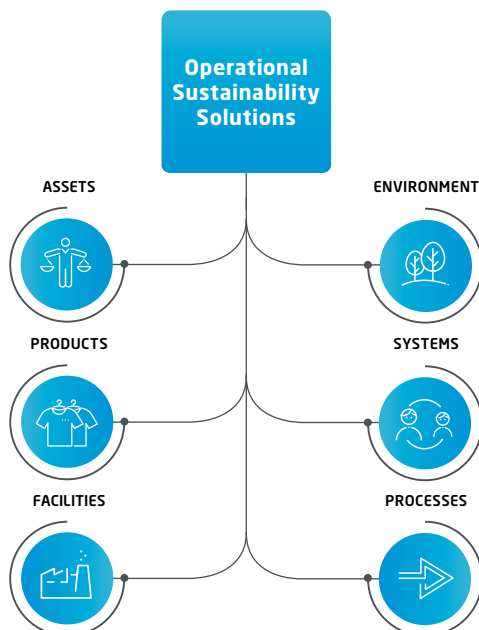 Operational
Sustainability
Solutions
ASSETS
ENVIRONMENT
PRODUCTS
SYSTEMS
FACILITIES
PROCESSES